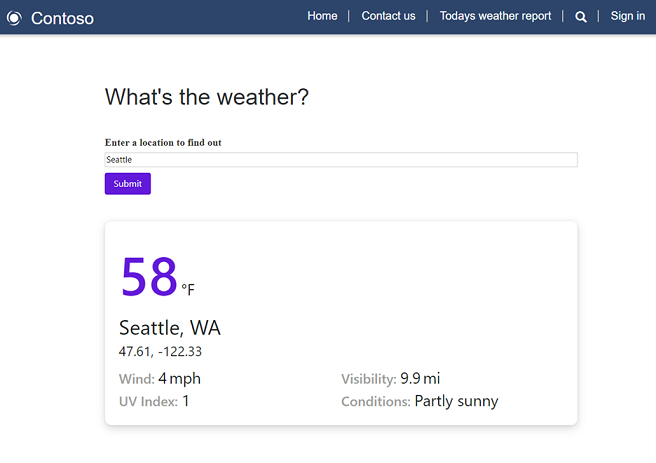 Contoso
Home | Contact us | Todays weather report | | Sign in
What's the weather?
Enter a location to find out
Seattle
Submit
58 °F
Seattle, WA
47.61, -122.33
Wind: 4 mph Visibility: 9.9 mi
UV Index: 1 Conditions: Partly sunny